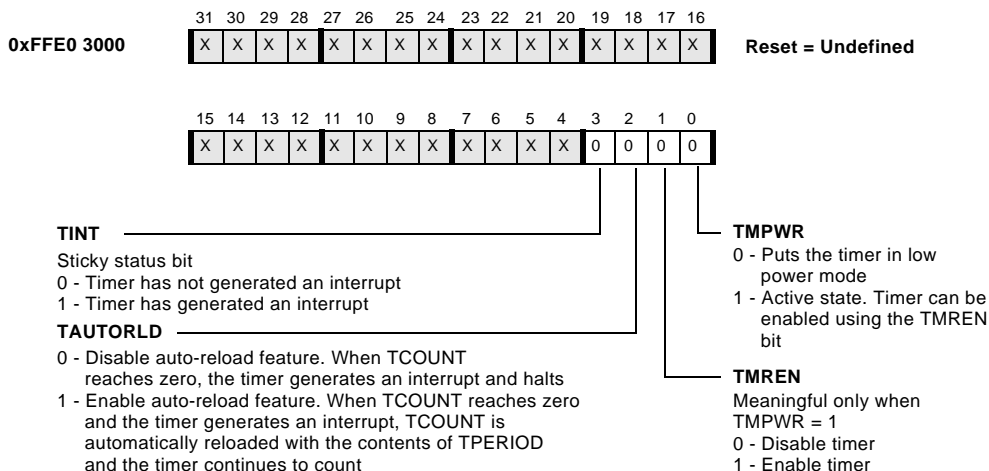 31 30 29 28 27 26 25 24 23 22 21 20 19 18 17 16
0xFFE0 3000 X X X X X X X X X X X X X X X X Reset = Undefined
15 14 13 12 11 10 9 8 7 6 5 4 3 2 1 0
X X X X X X X X X X X X 0 0 0 0
TINT
Sticky status bit
0 - Timer has not generated an interrupt
1 - Timer has generated an interrupt
TAUTORLD
0 - Disable auto-reload feature. When TCOUNT
reaches zero, the timer generates an interrupt and halts
1 - Enable auto-reload feature. When TCOUNT reaches zero
and the timer generates an interrupt, TCOUNT is
automatically reloaded with the contents of TPERIOD
and the timer continues to count
TMPWR
0 - Puts the timer in low
power mode
1 - Active state. Timer can be
enabled using the TMREN
bit
TMREN
Meaningful only when
TMPWR = 1
0 - Disable timer
1 - Enable timer